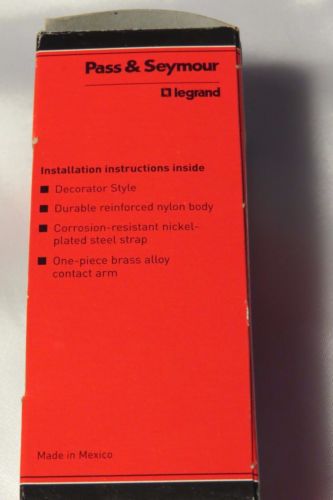 Pass & Seymour
legrand
Installation instructions inside
■ Decorator Style
■ Durable reinforced nylon body
■ Corrosion-resistant nickel-
plated steel strap
■ One-piece brass alloy
contact arm
Made in Mexico